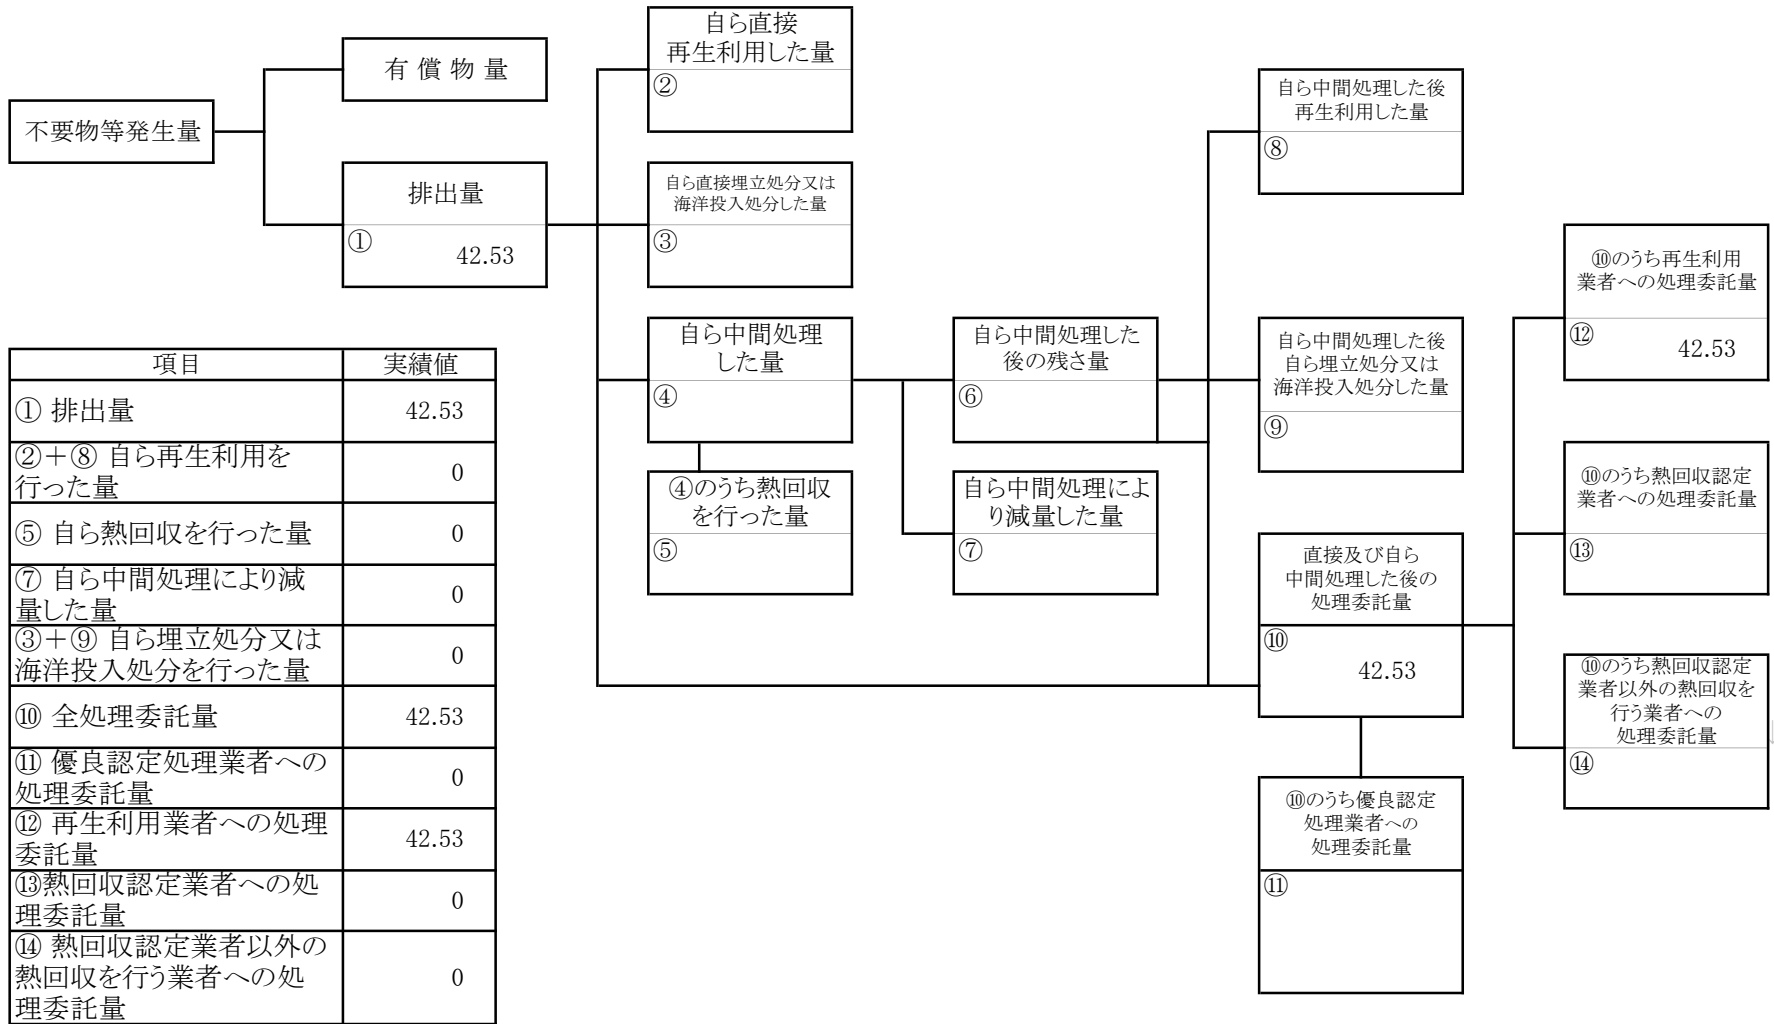 不要物等発生量
有 償 物 量
排出量
①
42.53
自ら直接
再生利用した量
②
自ら直接埋立処分又は
海洋投入処分した量
③
自ら中間処理
した量
④
④のうち熱回収
を行った量
⑤
自ら中間処理した
後の残さ量
⑥
自ら中間処理によ
り減量した量
⑦
自ら中間処理した後
再生利用した量
⑧
自ら中間処理した後
自ら埋立処分又は
海洋投入処分した量
⑨
直接及び自ら
中間処理した後の
処理委託量
⑩
42.53
⑩のうち優良認定
処理業者への
処理委託量
⑪
⑩のうち再生利用
業者への処理委託量
⑫
42.53
⑩のうち熱回収認定
業者への処理委託量
⑬
⑩のうち熱回収認定
業者以外の熱回収を
行う業者への
処理委託量
⑭
項目 実績値
① 排出量 42.53
②＋⑧ 自ら再生利用を
行った量 0
⑤ 自ら熱回収を行った量 0
⑦ 自ら中間処理により減
量した量 0
③＋⑨ 自ら埋立処分又は
海洋投入処分を行った量 0
⑩ 全処理委託量 42.53
⑪ 優良認定処理業者への
処理委託量 0
⑫ 再生利用業者への処理
委託量 42.53
⑬熱回収認定業者への処
理委託量 0
⑭ 熱回収認定業者以外の
熱回収を行う業者への処
理委託量 0